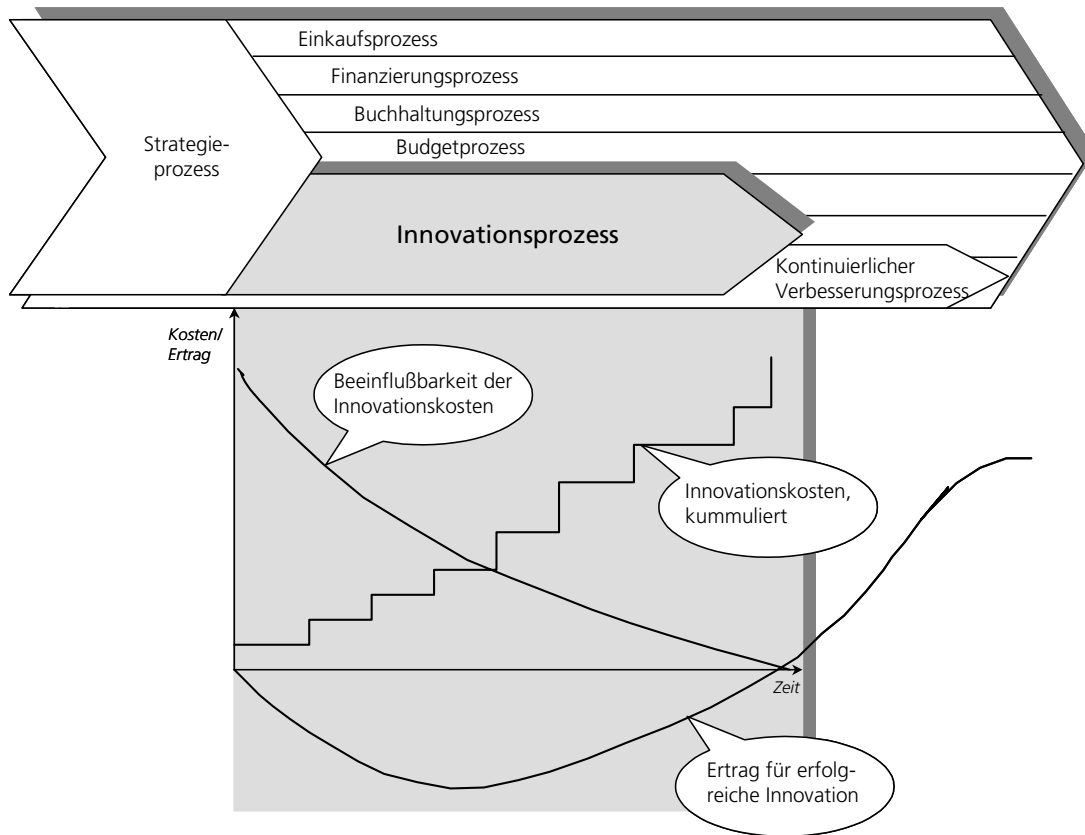 Einkaufsprozess
Finanzierungsprozess
Buchhaltungsprozess
Budgetprozess
Strategie-
prozess
Innovationsprozess
Kontinuierlicher
Verbesserungsprozess
Kosten/
Ertrag
Beeinflußbarkeit der
Innovationskosten
Innovationskosten,
kummuliert
Zeit
Ertrag für erfolg-
reiche Innovation